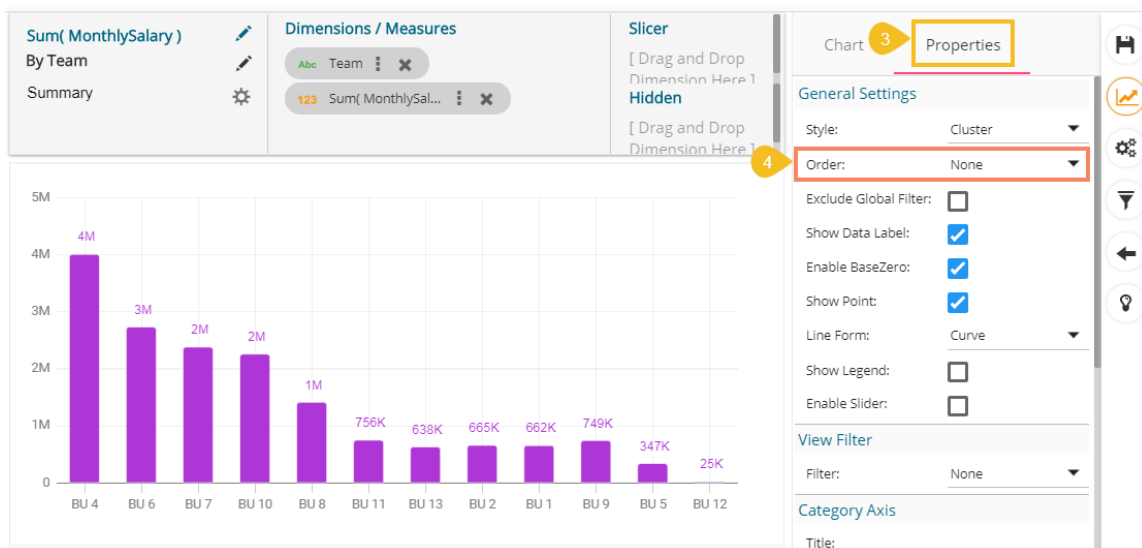 Sum( MonthlySalary )
By Team
Summary
Dimensions / Measures
Abc Team
123 Sum( MonthlySal...
Slicer
[ Drag and Drop
Dimension Here ]
Hidden
[ Drag and Drop
Dimension Here ]
5M
4M
3M
2M
1M
0
4M
3M
2M
2M
1M
756K
638K
665K
662K
749K
347K
25K
BU 4
BU 6
BU 7
BU 10
BU 8
BU 11
BU 13
BU 2
BU 1
BU 9
BU 5
BU 12
Chart
3
Properties
General Settings
Style: Cluster
4
Order: None
Exclude Global Filter:
Show Data Label:
Enable BaseZero:
Show Point:
Line Form: Curve
Show Legend:
Enable Slider:
View Filter
Filter: None
Category Axis
Title: